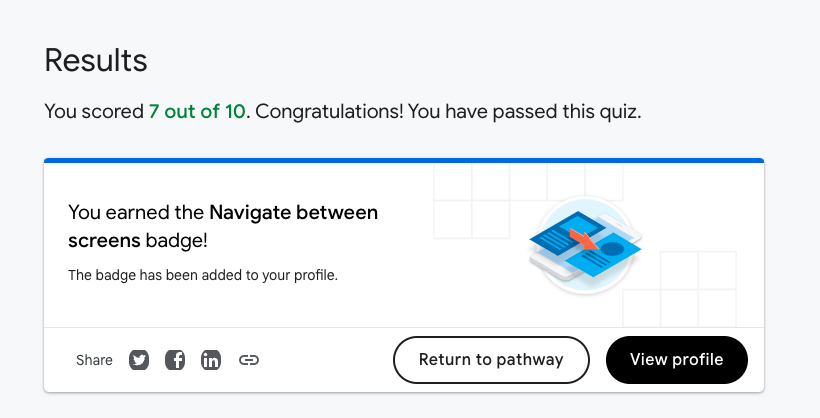 Results
You scored 7 out of 10. Congratulations! You have passed this quiz.
You earned the Navigate between
screens badge!
The badge has been added to your profile.
Share
Return to pathway
View profile